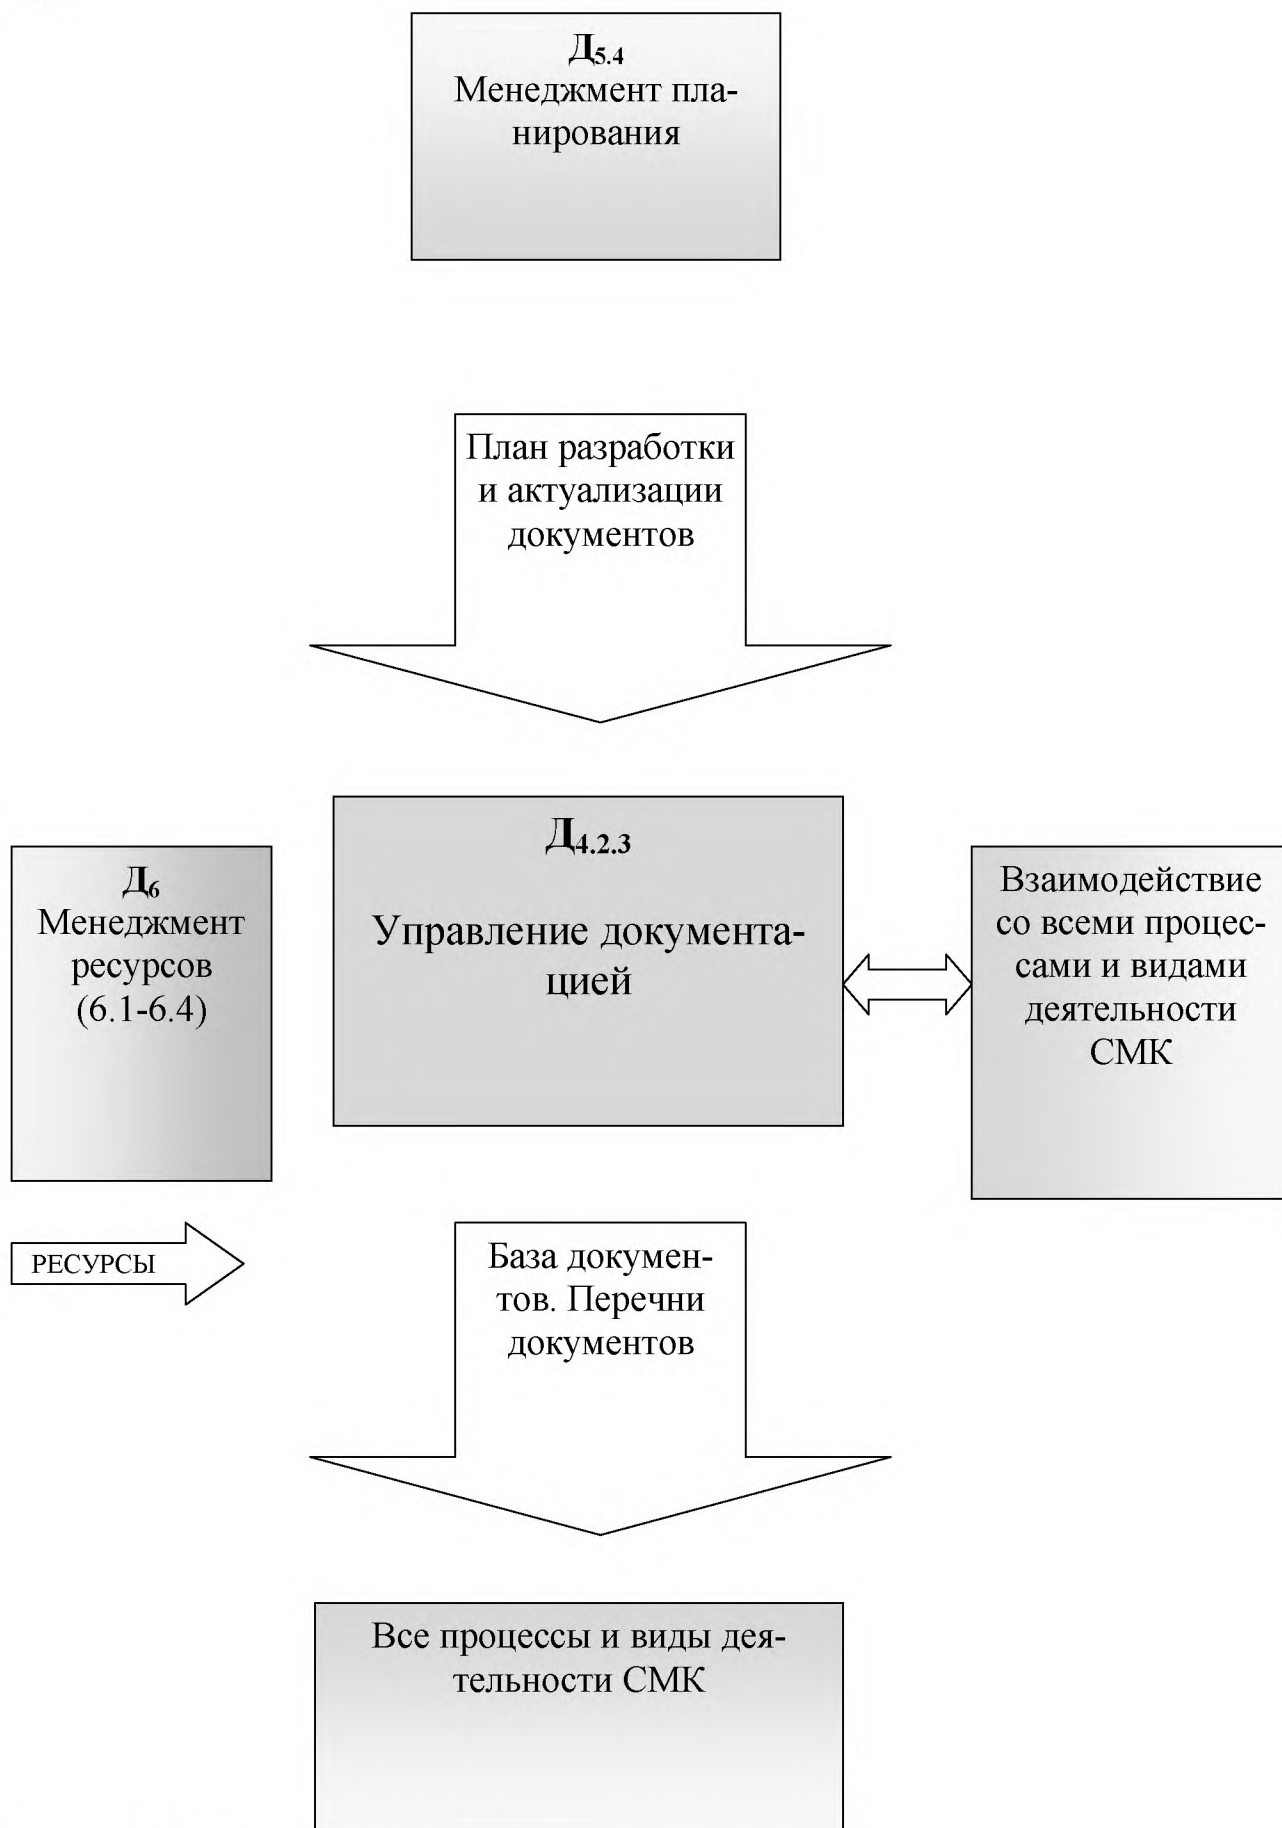 Д5.4
Менеджмент пла-
нирования
План разработки
и актуализации
документов
Д4.2.3
Управление документа-
цией
Д6
Менеджмент
ресурсов
(6.1-6.4)
Взаимодействие
со всеми процес-
сами и видами
деятельности
СМК
РЕСУРСЫ
База докумен-
тов. Перечни
документов
Все процессы и виды дея-
тельности СМК